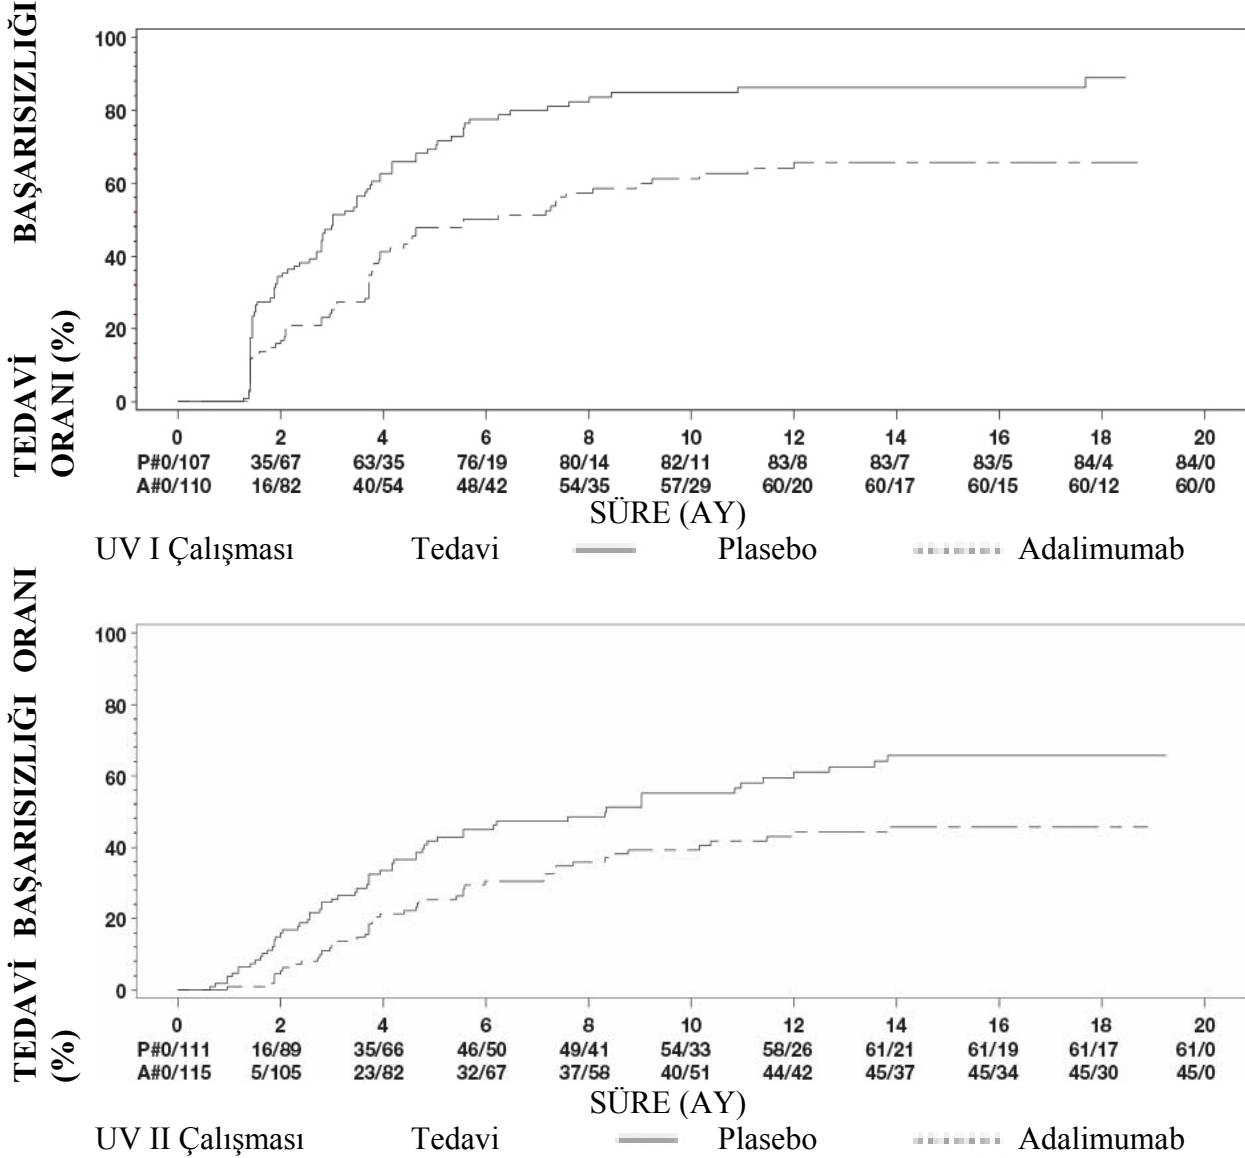 TEDAVİ BAŞARISIZLIĞI
ORANI (%)
100
80
60
40
20
0
0 2 4 6 8 10 12 14 16 18 20
P#0/107 35/67 63/35 76/19 80/14 82/11 83/8 83/7 83/5 84/4 84/0
A#0/110 16/82 40/54 48/42 54/35 57/29 60/20 60/17 60/15 60/12 60/0
SÜRE (AY)
UV I Çalışması Tedavi Plasebo Adalimumab
TEDAVİ BAŞARISIZLIĞI ORANI
(%)
100
80
60
40
20
0
0 2 4 6 8 10 12 14 16 18 20
P#0/111 16/89 35/66 46/50 49/41 54/33 58/26 61/21 61/19 61/17 61/0
A#0/115 5/105 23/82 32/67 37/58 40/51 44/42 45/37 45/34 45/30 45/0
SÜRE (AY)
UV II Çalışması Tedavi Plasebo Adalimumab